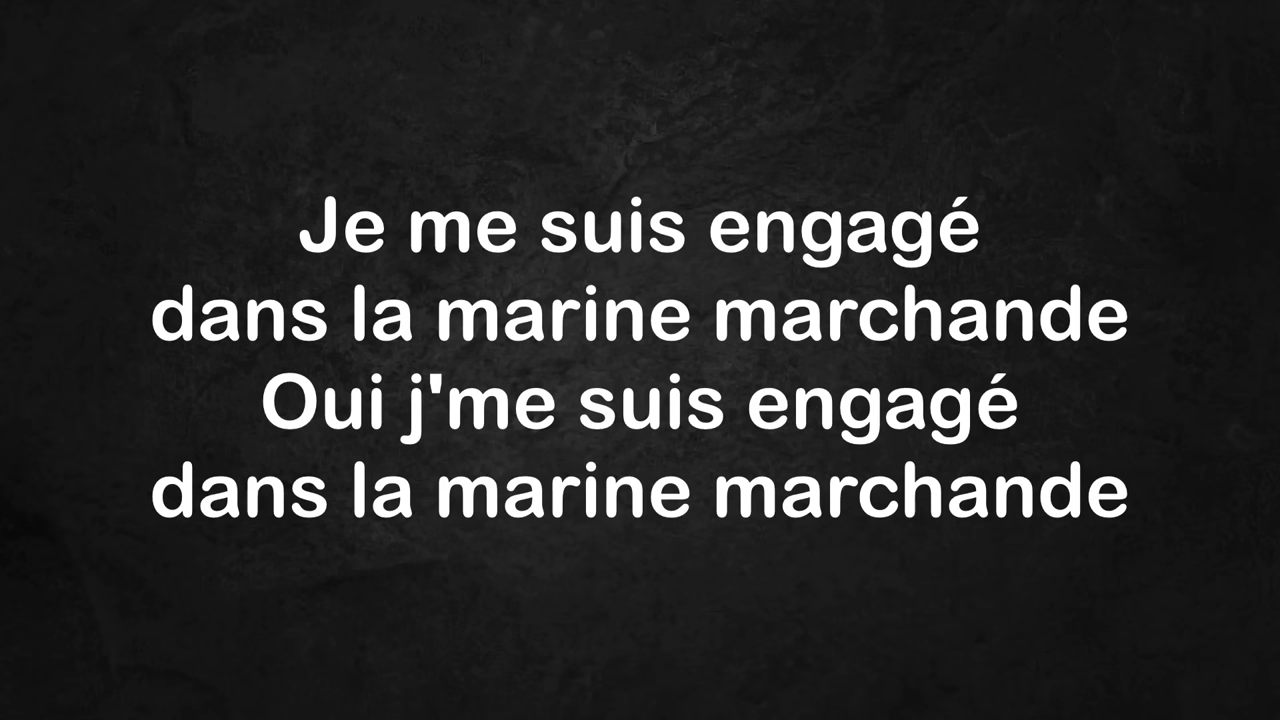 Je me suis engagé
dans la marine marchande
Oui j'me suis engagé
dans la marine marchande